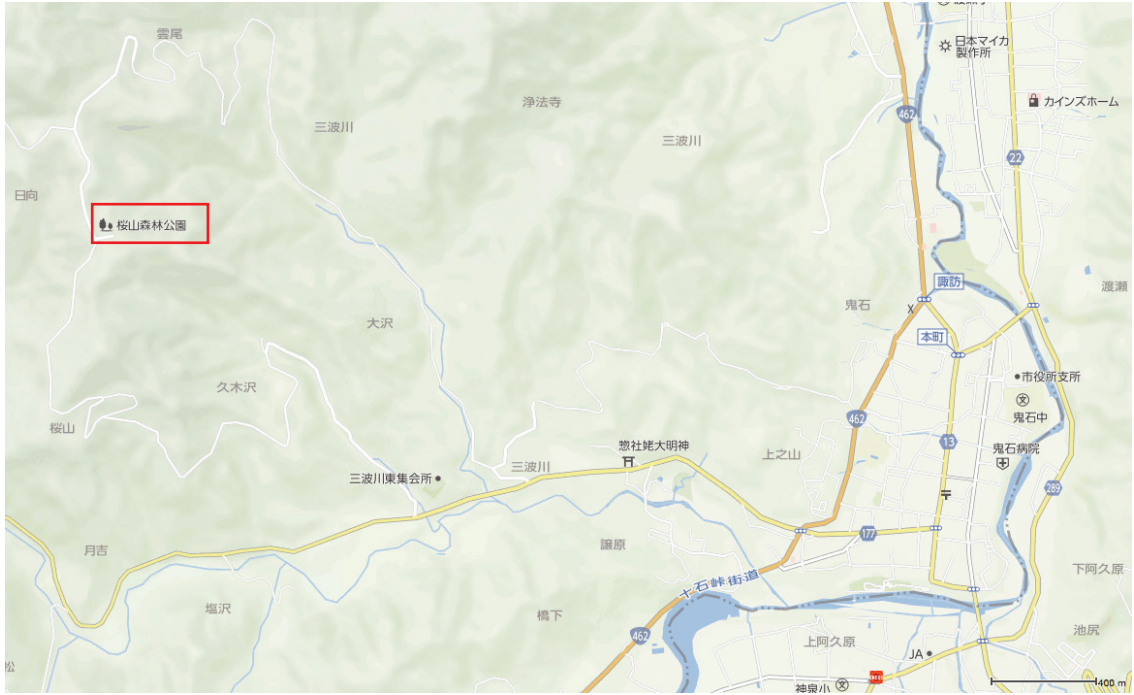 雲尾
日本マイカ
製作所
浄法寺
カインズホーム
462
三波川
三波川
22
日向
桜山森林公園
諏訪
渡瀬
鬼石
X
大沢
本町
市役所支所
久木沢
462
鬼石中
桜山
13
惣社姥大明神
上之山
鬼石病院
三波川
三波川東集会所
289
177
譲原
月吉
下阿久原
十石峠街道
塩沢
橋下
462
上阿久原
池尻
JA
松
神泉小
400 m